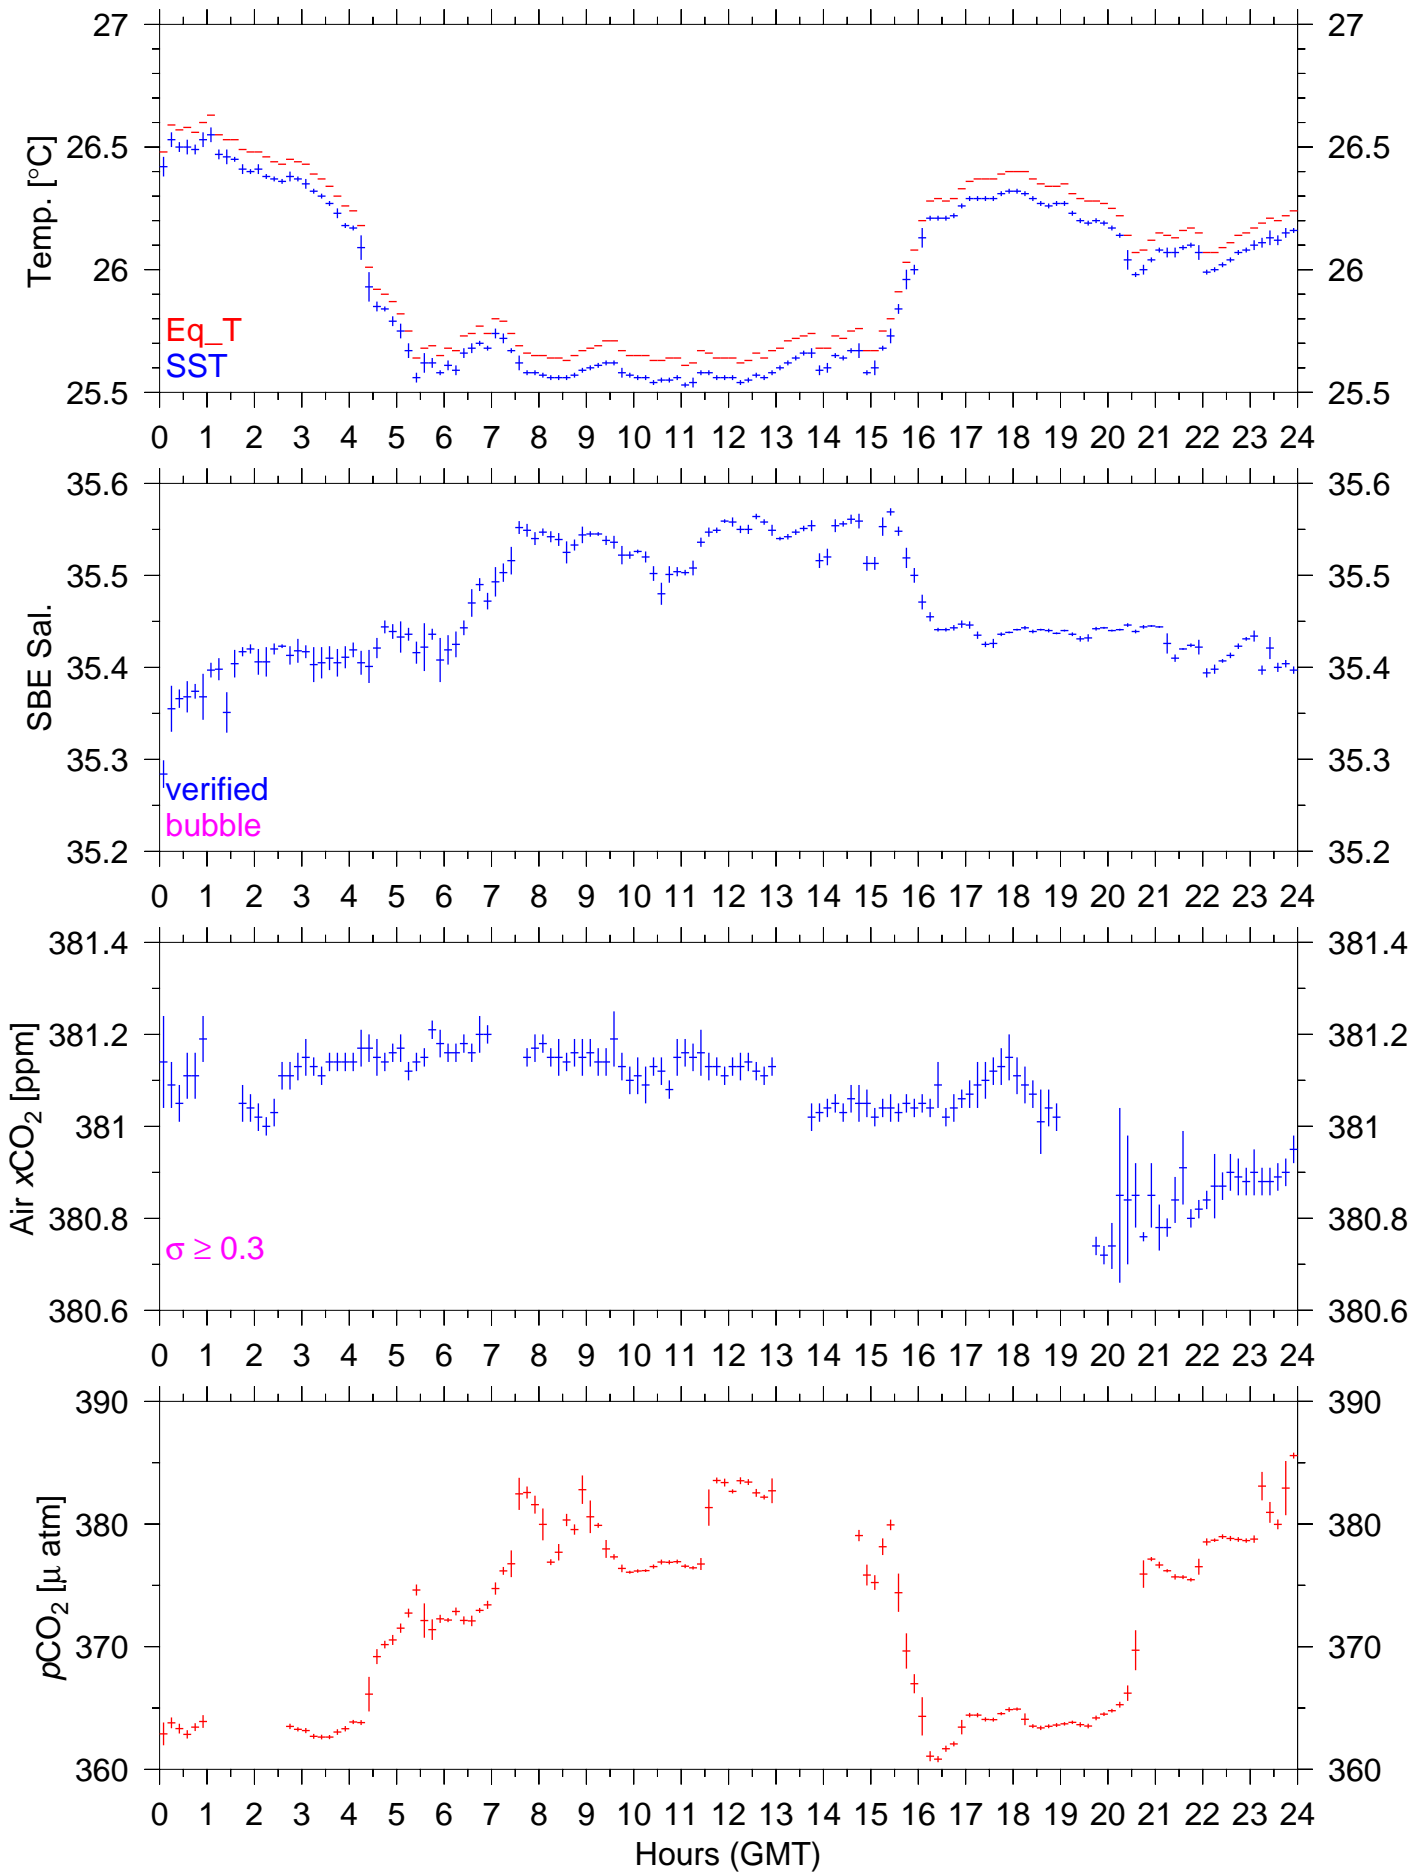 27 27
26.5 26.5
26 26
25.5 25.5
Temp. [°C]
Eq_T
SST
0 1 2 3 4 5 6 7 8 9 10 11 12 13 14 15 16 17 18 19 20 21 22 23 24
35.6 35.6
35.5 35.5
35.4 35.4
35.3 35.3
35.2 35.2
SBE Sal.
verified
bubble
0 1 2 3 4 5 6 7 8 9 10 11 12 13 14 15 16 17 18 19 20 21 22 23 24
381.4 381.4
381.2 381.2
381 381
380.8 380.8
380.6 380.6
Air xCO₂ [ppm]
σ ≥ 0.3
0 1 2 3 4 5 6 7 8 9 10 11 12 13 14 15 16 17 18 19 20 21 22 23 24
390 390
380 380
370 370
360 360
pCO₂ [μ atm]
0 1 2 3 4 5 6 7 8 9 10 11 12 13 14 15 16 17 18 19 20 21 22 23 24
Hours (GMT)